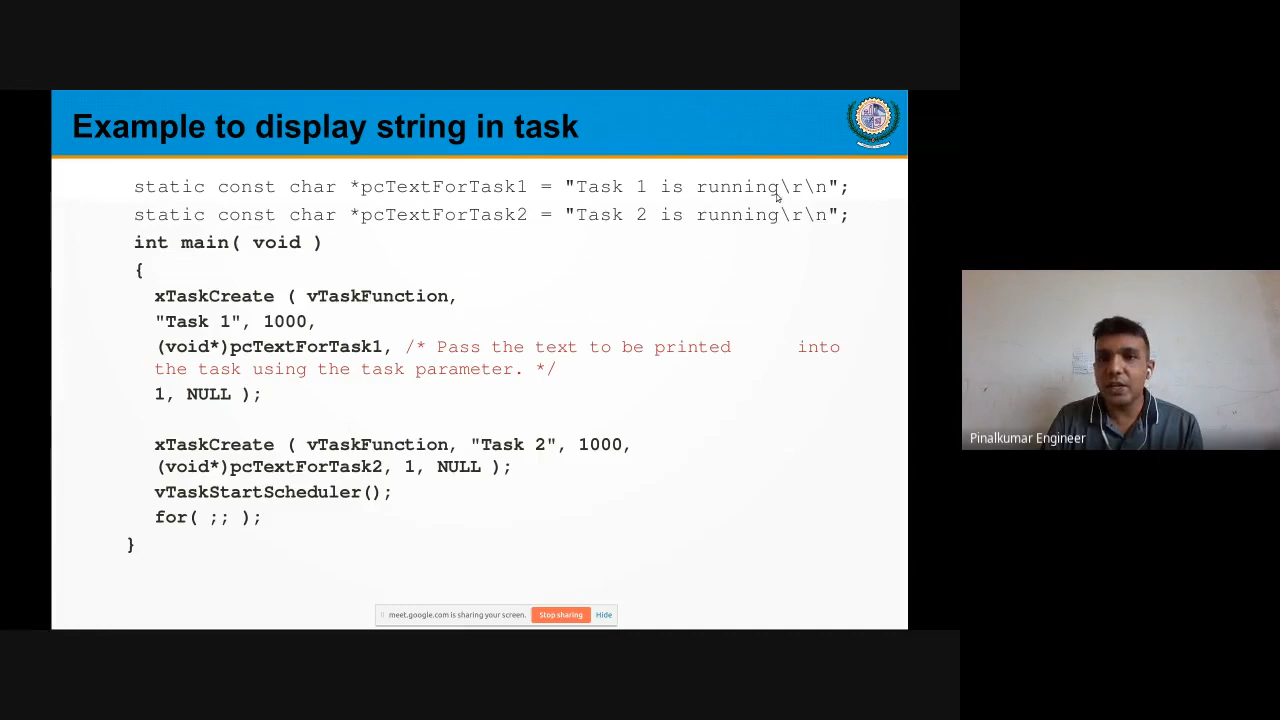 Example to display string in task
static const char *pcTextForTask1 = "Task 1 is running\r\n";
static const char *pcTextForTask2 = "Task 2 is running\r\n";
int main( void )
{
xTaskCreate ( vTaskFunction,
"Task 1", 1000,
(void*)pcTextForTask1, /* Pass the text to be printed into
the task using the task parameter. */
1, NULL );
xTaskCreate ( vTaskFunction, "Task 2", 1000,
(void*)pcTextForTask2, 1, NULL );
vTaskStartScheduler();
for( ;; );
}
meet.google.com is sharing your screen. Stop sharing Hide
Pinalkumar Engineer